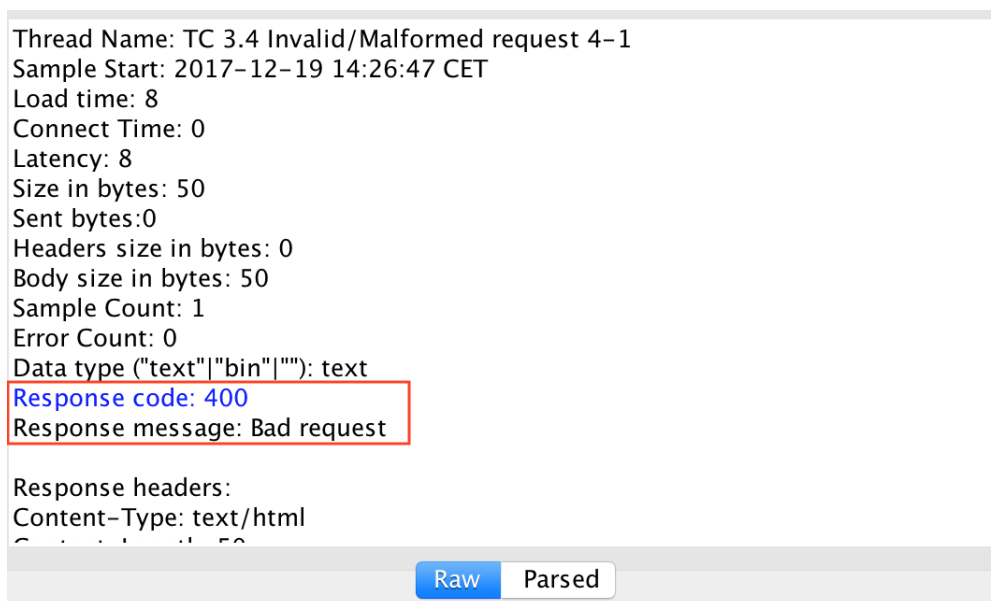 Thread Name: TC 3.4 Invalid/Malformed request 4-1
Sample Start: 2017-12-19 14:26:47 CET
Load time: 8
Connect Time: 0
Latency: 8
Size in bytes: 50
Sent bytes:0
Headers size in bytes: 0
Body size in bytes: 50
Sample Count: 1
Error Count: 0
Data type ("text"|"bin"|""): text
Response code: 400
Response message: Bad request
Response headers:
Content-Type: text/html
Raw Parsed